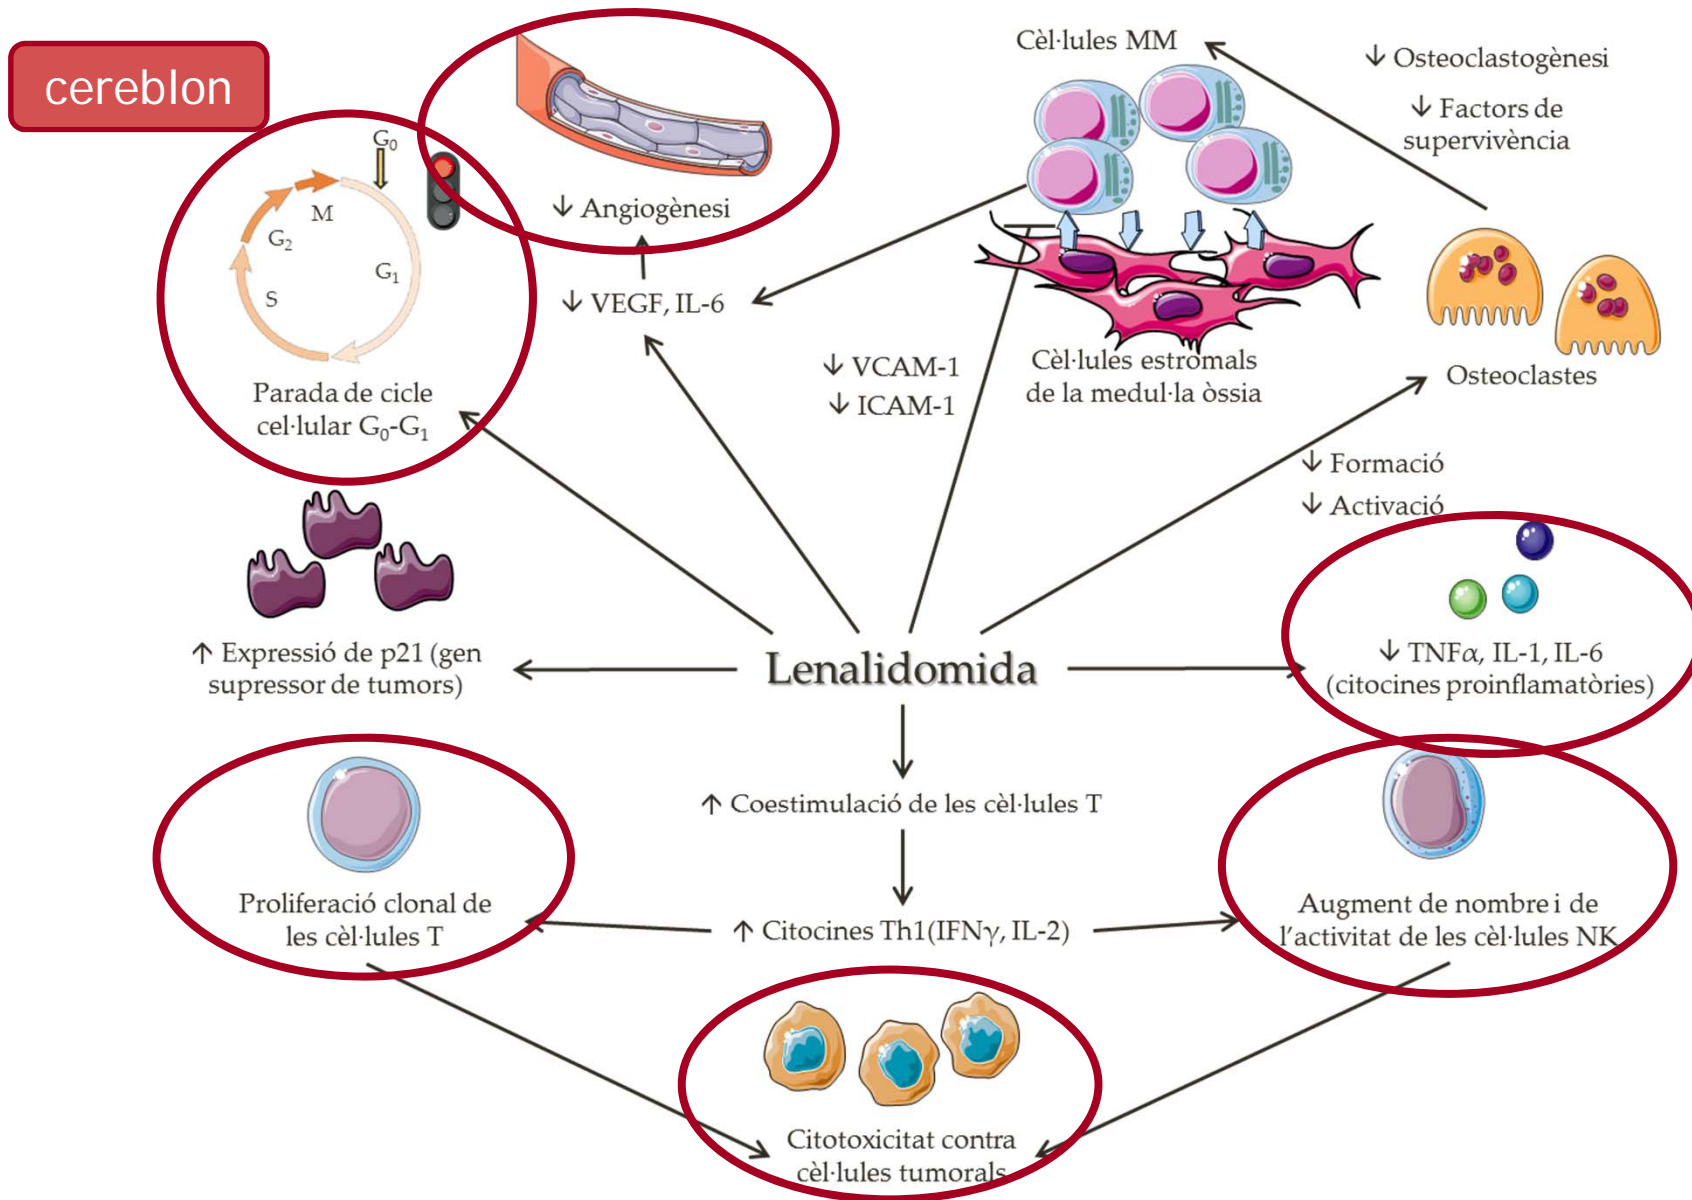 cereblon
G₀
M
G₂
G₁
S
Parada de cicle
cel·lular G₀-G₁
↓ Angiogènesi
↓ VEGF, IL-6
Cèl·lules MM
↓ Osteoclastogènesi
↓ Factors de
supervivència
↓ VCAM-1
↓ ICAM-1
Cèl·lules estromals
de la medul·la òssia
Osteoclastes
↓ Formació
↓ Activació
↑ Expressió de p21 (gen
supressor de tumors)
Lenalidomida
↓ TNFα, IL-1, IL-6
(citocines proinflamatòries)
↑ Coestimulació de les cèl·lules T
Proliferació clonal de
les cèl·lules T
↑ Citocines Th1(IFNγ, IL-2)
Augment de nombre i de
l'activitat de les cèl·lules NK
Citotoxicitat contra
cèl·lules tumorals